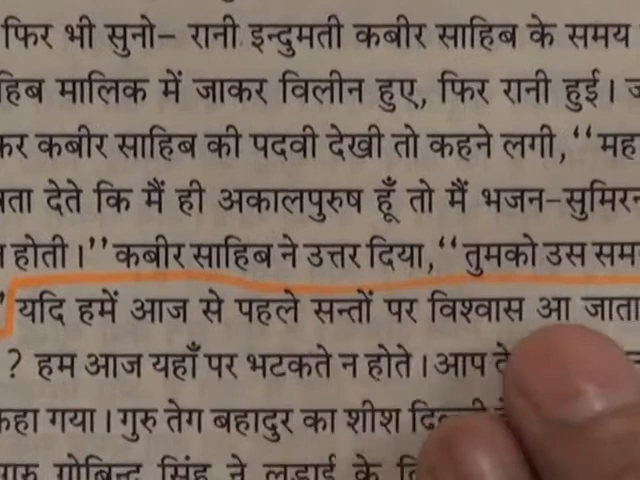 फिर भी सुनो– रानी इन्दुमती कबीर साहिब के समय
हिब मालिक में जाकर विलीन हुए, फिर रानी हुई।
कर कबीर साहिब की पदवी देखी तो कहने लगी, “मह
ता देते कि मैं ही अकालपुरुष हूँ तो मैं भजन–सुमिरन
होती।” कबीर साहिब ने उत्तर दिया, “तुमको उस सम
” यदि हमें आज से पहले सन्तों पर विश्वास आ जाता
? हम आज यहाँ पर भटकते न होते। आप
कहा गया। गुरु तेग बहादुर का शीश
गुरु गोबिन्द सिंह ने लड़ाई के